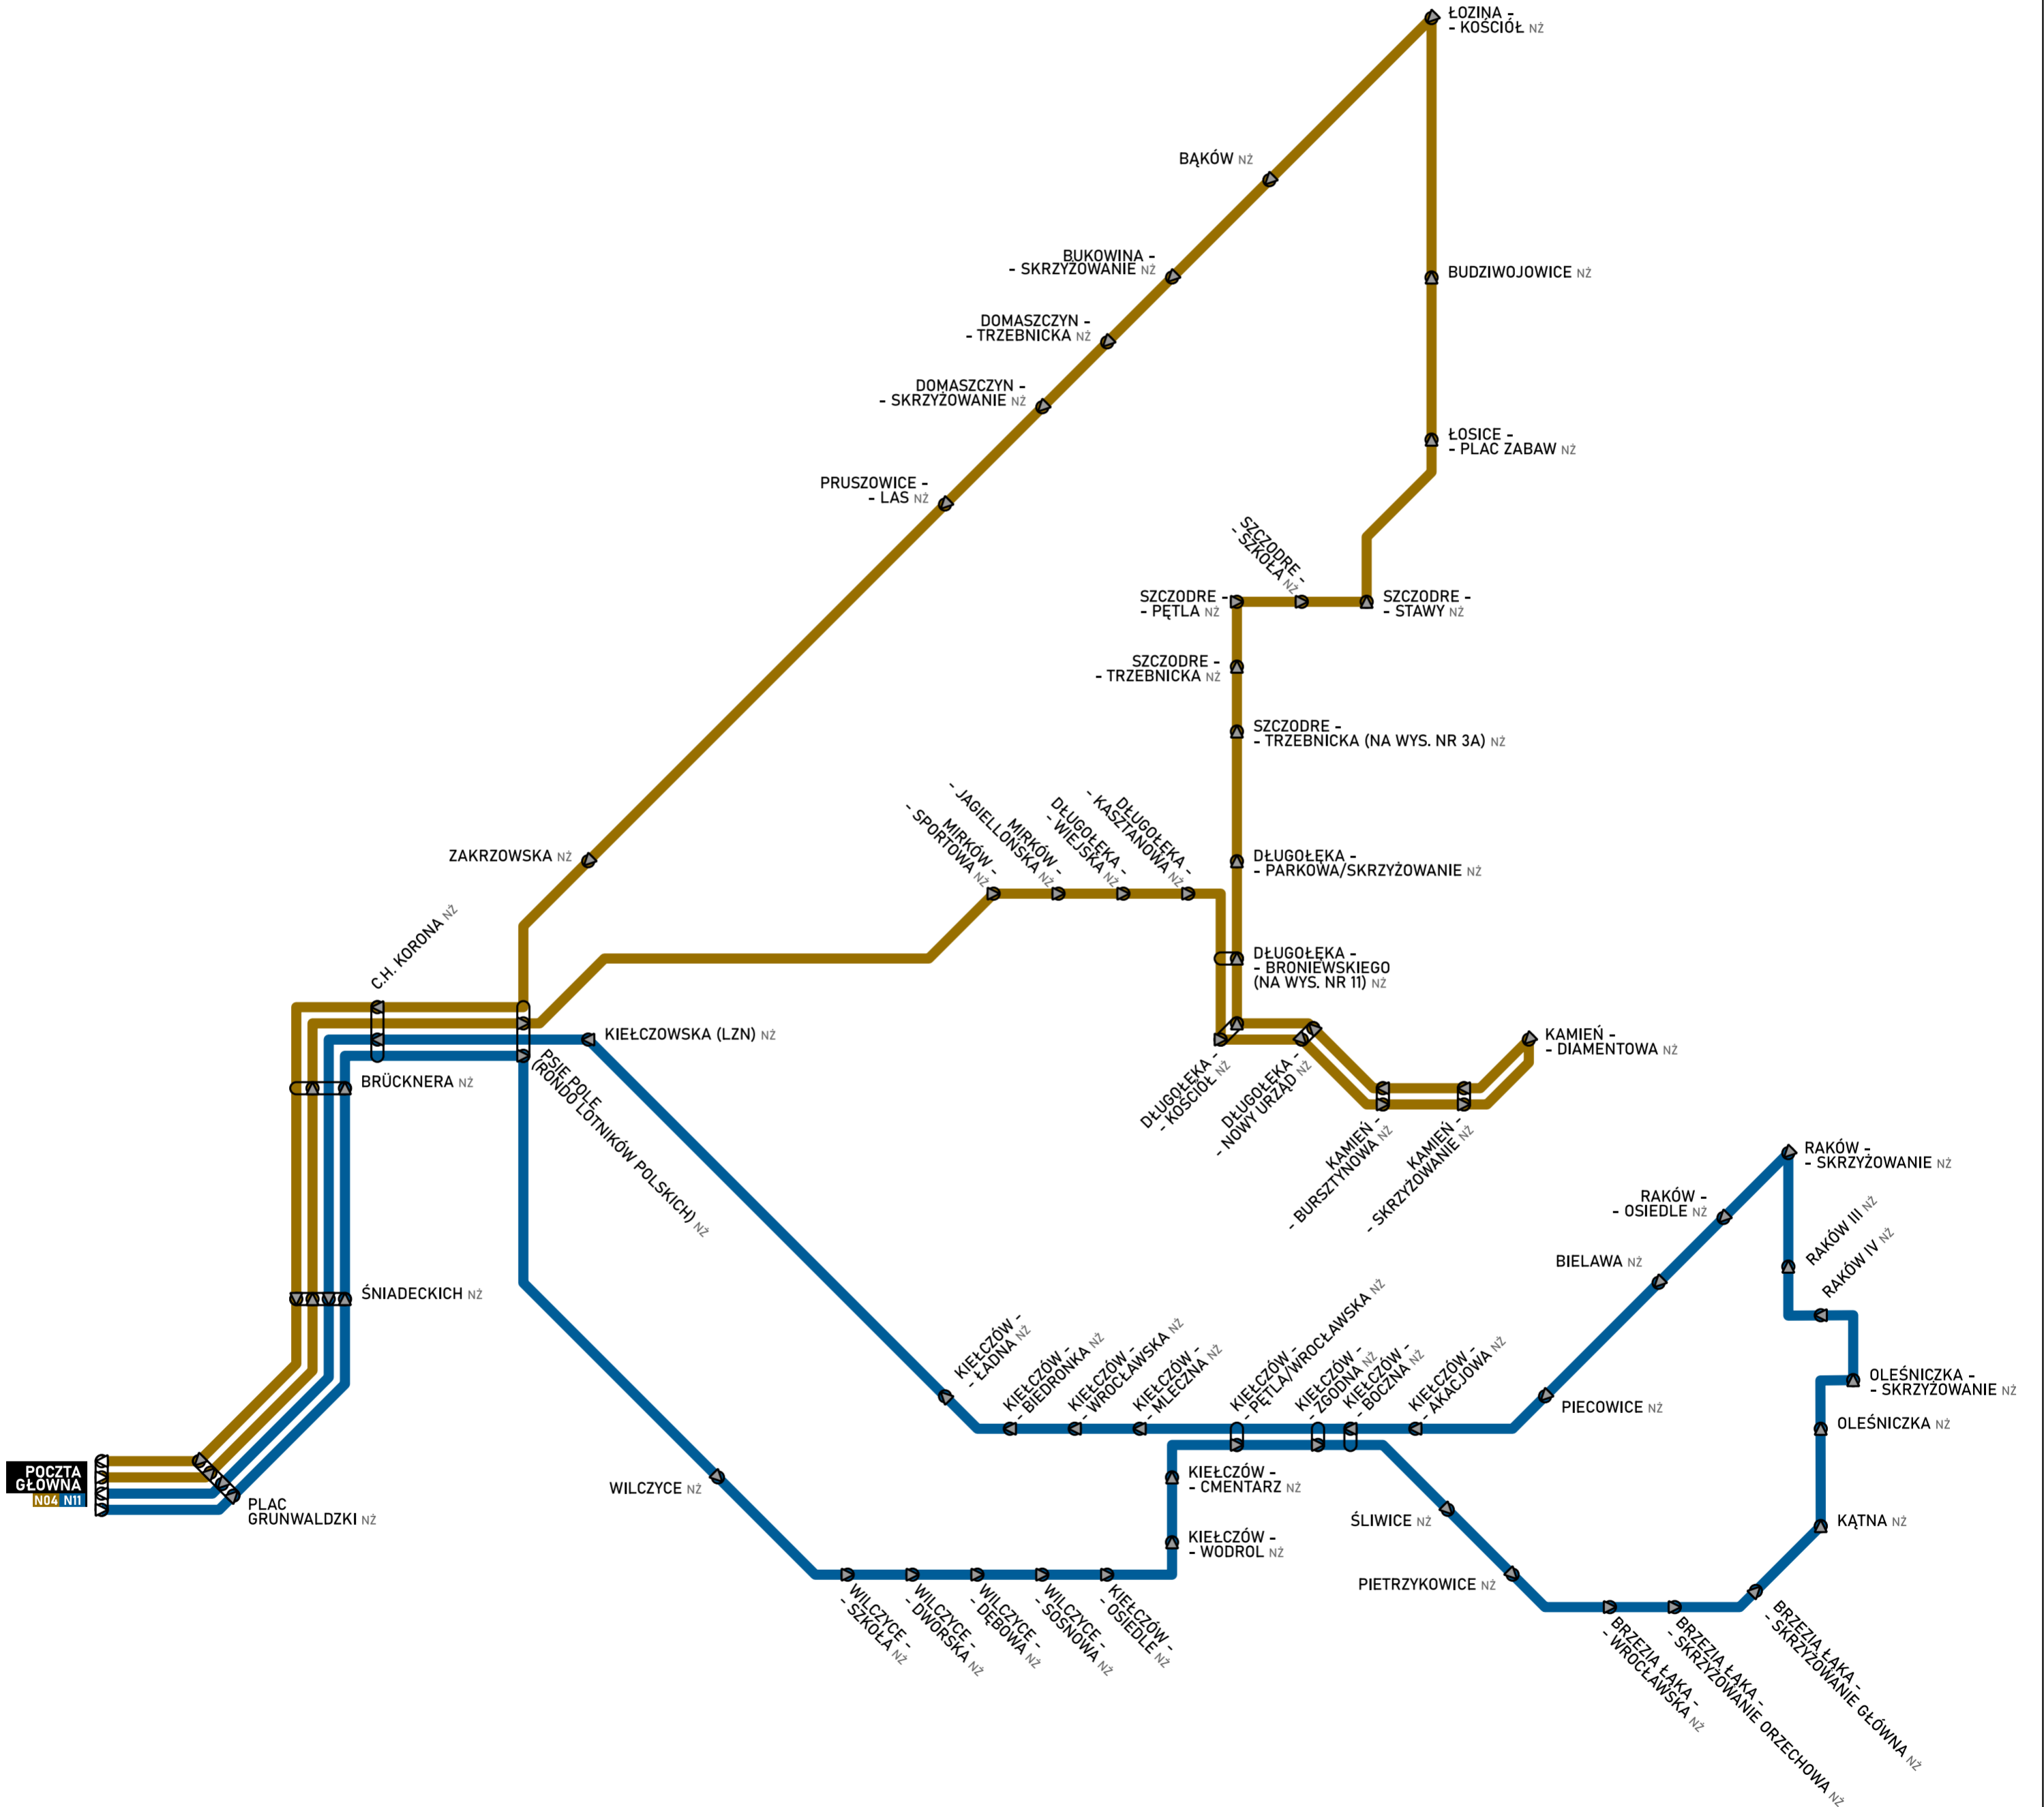 ŁOZINA -
- KOŚCIÓŁ NŻ
BĄKÓW NŻ
BUKOWINA -
- SKRZYŻOWANIE NŻ
BUDZIWOJOWICE NŻ
DOMASZCZYN -
- TRZEBNICKA NŻ
DOMASZCZYN -
- SKRZYŻOWANIE NŻ
ŁOSICE -
- PLAC ZABAW NŻ
PRUSZOWICE -
- LAS NŻ
SZCZODRE -
- SZKOŁA NŻ
SZCZODRE -
- PĘTLA NŻ
SZCZODRE -
- STAWY NŻ
SZCZODRE -
- TRZEBNICKA NŻ
SZCZODRE -
- TRZEBNICKA (NA WYS. NR 3A) NŻ
MIRKÓW -
- SPORTOWA NŻ
MIRKÓW -
- JAGIELLOŃSKA NŻ
DŁUGOŁĘKA -
- WIEJSKA NŻ
DŁUGOŁĘKA -
- KASZTANOWA NŻ
ZAKRZOWSKA NŻ
DŁUGOŁĘKA -
- PARKOWA/SKRZYŻOWANIE NŻ
C.H. KORONA NŻ
DŁUGOŁĘKA -
- BRONIEWSKIEGO
(NA WYS. NR 11) NŻ
KIEŁCZOWSKA (LZN) NŻ
PSIE POLE
(RONDO LOTNIKÓW POLSKICH) NŻ
DŁUGOŁĘKA -
- KOŚCIÓŁ NŻ
DŁUGOŁĘKA -
- NOWY URZĄD NŻ
KAMIEŃ -
- DIAMENTOWA NŻ
BRÜCKNERA NŻ
KAMIEŃ -
- BURSZTYNOWA NŻ
KAMIEŃ -
- SKRZYŻOWANIE NŻ
RAKÓW -
- SKRZYŻOWANIE NŻ
RAKÓW -
- OSIEDLE NŻ
RAKÓW III NŻ
RAKÓW IV NŻ
BIELAWA NŻ
ŚNIADECKICH NŻ
KIEŁCZÓW -
- ŁADNA NŻ
KIEŁCZÓW -
- BIEDRONKA NŻ
KIEŁCZÓW -
- WROCŁAWSKA NŻ
KIEŁCZÓW -
- MLECZNA NŻ
KIEŁCZÓW -
- PĘTLA/WROCŁAWSKA NŻ
KIEŁCZÓW -
- ZGODNA NŻ
KIEŁCZÓW -
- BOCZNA NŻ
KIEŁCZÓW -
- AKACJOWA NŻ
PIECOWICE NŻ
OLEŚNICZKA -
- SKRZYŻOWANIE NŻ
OLEŚNICZKA NŻ
POCZTA
GŁÓWNA
N04 N11
PLAC
GRUNWALDZKI NŻ
WILCZYCE NŻ
KIEŁCZÓW -
- CMENTARZ NŻ
KIEŁCZÓW -
- WODROL NŻ
ŚLIWICE NŻ
KĄTNA NŻ
PIETRZYKOWICE NŻ
WILCZYCE -
- SZKOŁA NŻ
WILCZYCE -
- DWORSKA NŻ
WILCZYCE -
- DĘBOWA NŻ
WILCZYCE -
- SOSNOWA NŻ
KIEŁCZÓW -
- OSIEDLE NŻ
BRZEZIA ŁĄKA -
- WROCŁAWSKA NŻ
BRZEZIA ŁĄKA -
- SKRZYŻOWANIE ORZECHOWA NŻ
BRZEZIA ŁĄKA -
- SKRZYŻOWANIE GŁÓWNA NŻ